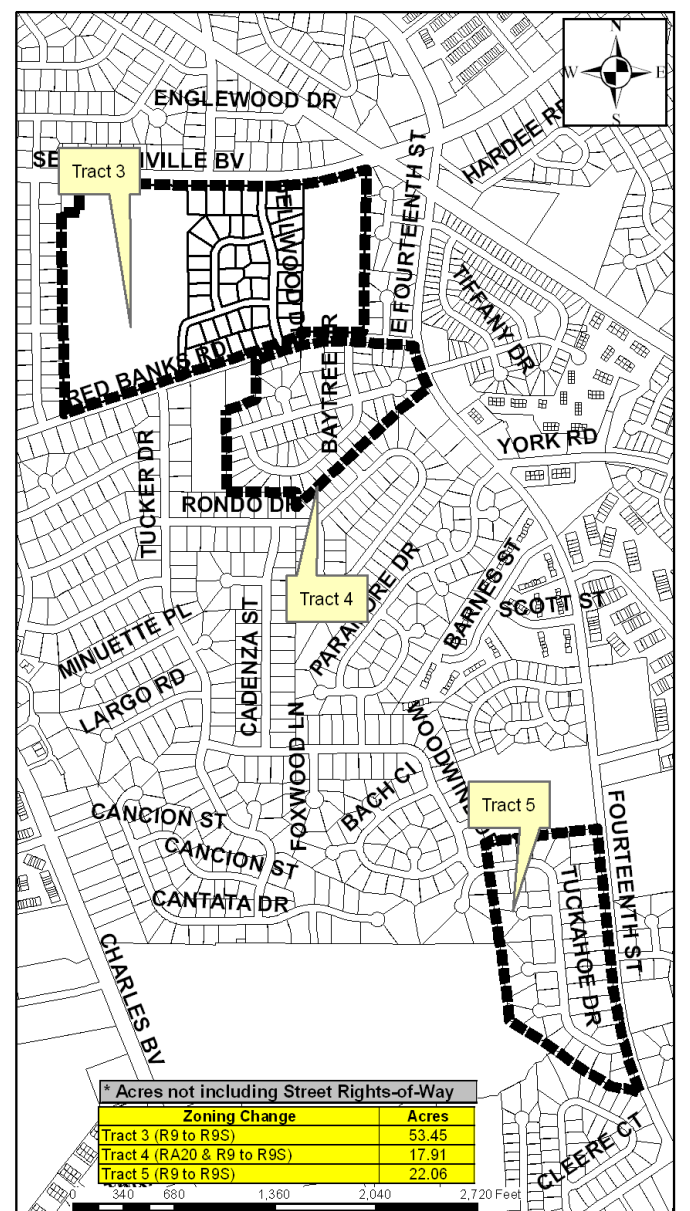 N
W E
S
ENGLEWOOD DR
HARDEE RD
IVILLE BV
Tract 3
E FOURTEENTH ST
ELLWOOD D
TIFFANY DR
RED BANKS RD
BAYTREE DR
YORK RD
TUCKER DR
RONDO DR
Tract 4
BARNES ST
SCOTT ST
PARAMORE DR
MINUETTE PL
CADENZA ST
LARGO RD
FOXWOOD LN
WOODWIN
BACH CI
Tract 5
CANCION ST
CANCION ST
CANTATA DR
FOURTEENTH ST
TUCKAHOE DR
CHARLES BV
CLEERE CT
* Acres not including Street Rights-of-Way
Zoning Change Acres
Tract 3 (R9 to R9S) 53.45
Tract 4 (RA20 & R9 to R9S) 17.91
Tract 5 (R9 to R9S) 22.06
0 340 680 1,360 2,040 2,720 Feet